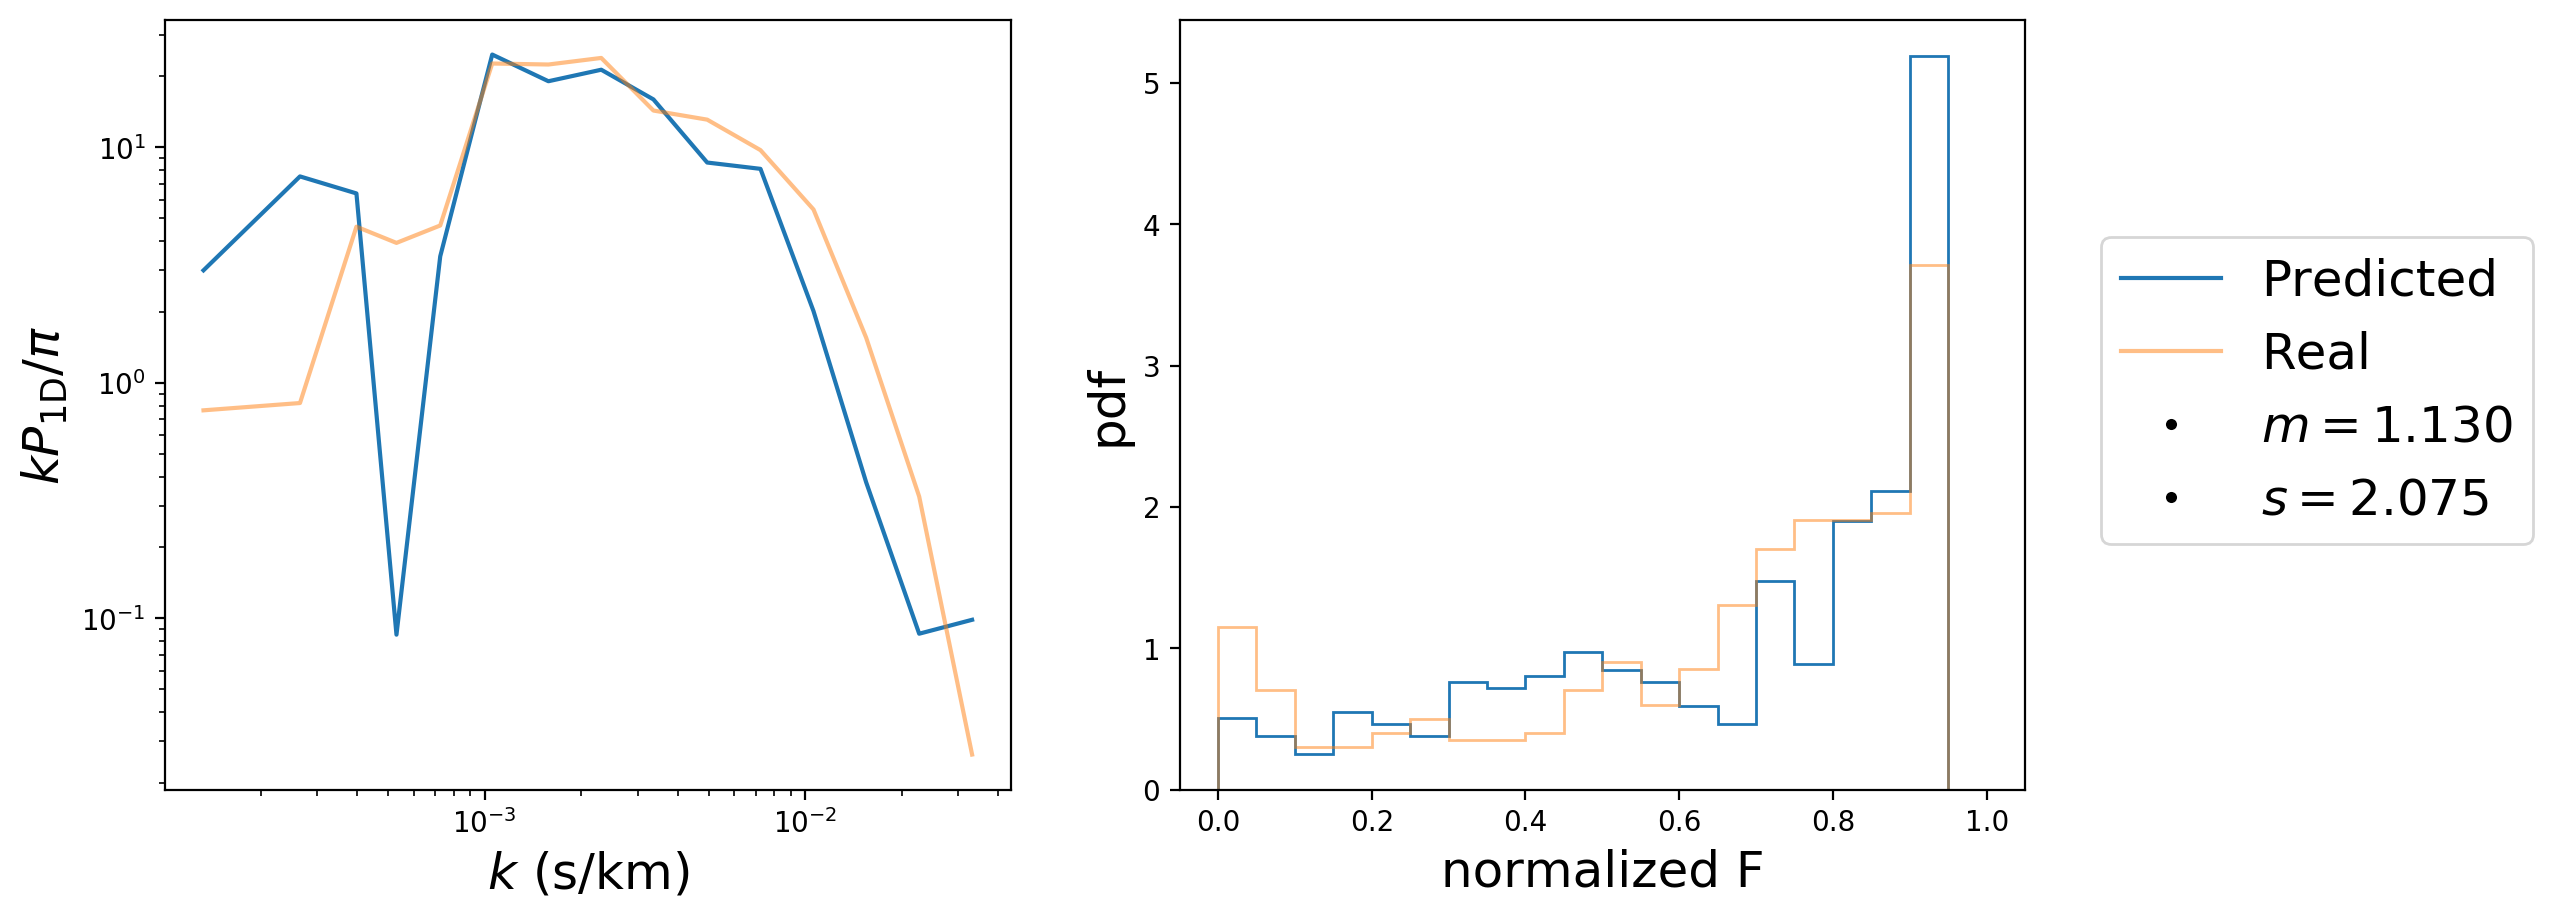 10¹
10⁰
10⁻¹
kP₁D/π
10⁻³ 10⁻²
k (s/km)
5
4
3
2
1
0
pdf
0.0 0.2 0.4 0.6 0.8 1.0
normalized F
Predicted
Real
m = 1.130
s = 2.075